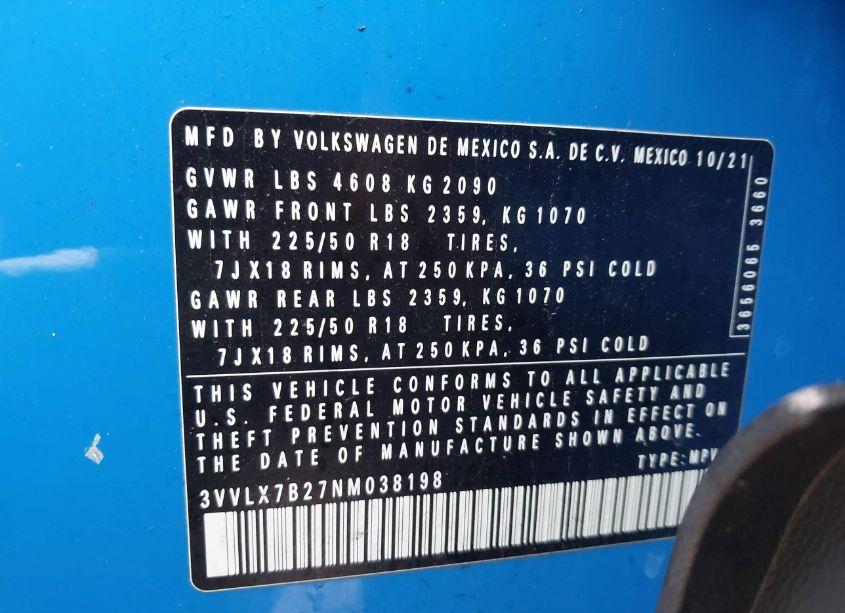 MFD BY VOLKSWAGEN DE MEXICO S.A. DE C.V. MEXICO 10/21
GVWR LBS 4608 KG 2090
GAWR FRONT LBS 2359, KG 1070
WITH 225/50 R18 TIRES,
7JX18 RIMS, AT 250 KPA, 36 PSI COLD
GAWR REAR LBS 2359, KG 1070
WITH 225/50 R18 TIRES,
7JX18 RIMS, AT 250 KPA, 36 PSI COLD
3656065 3660
THIS VEHICLE CONFORMS TO ALL APPLICABLE
U.S. FEDERAL MOTOR VEHICLE SAFETY AND
THEFT PREVENTION STANDARDS IN EFFECT ON
THE DATE OF MANUFACTURE SHOWN ABOVE.
TYPE: MPV
3VVLX7B27NM038198